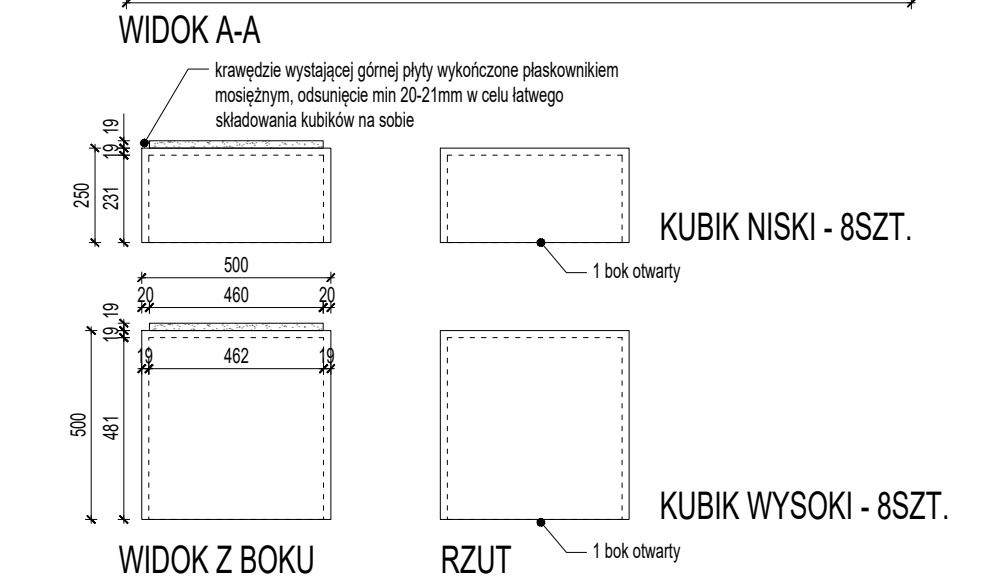 WIDOK A-A
krawędzie wystającej górnej płyty wykończone płaskownikiem
mosiężnym, odsunięcie min 20-21mm w celu łatwego
składowania kubików na sobie
19
19
250
231
KUBIK NISKI - 8SZT.
1 bok otwarty
500
20 460 20
19
19
19 462 19
500
481
KUBIK WYSOKI - 8SZT.
1 bok otwarty
WIDOK Z BOKU
RZUT